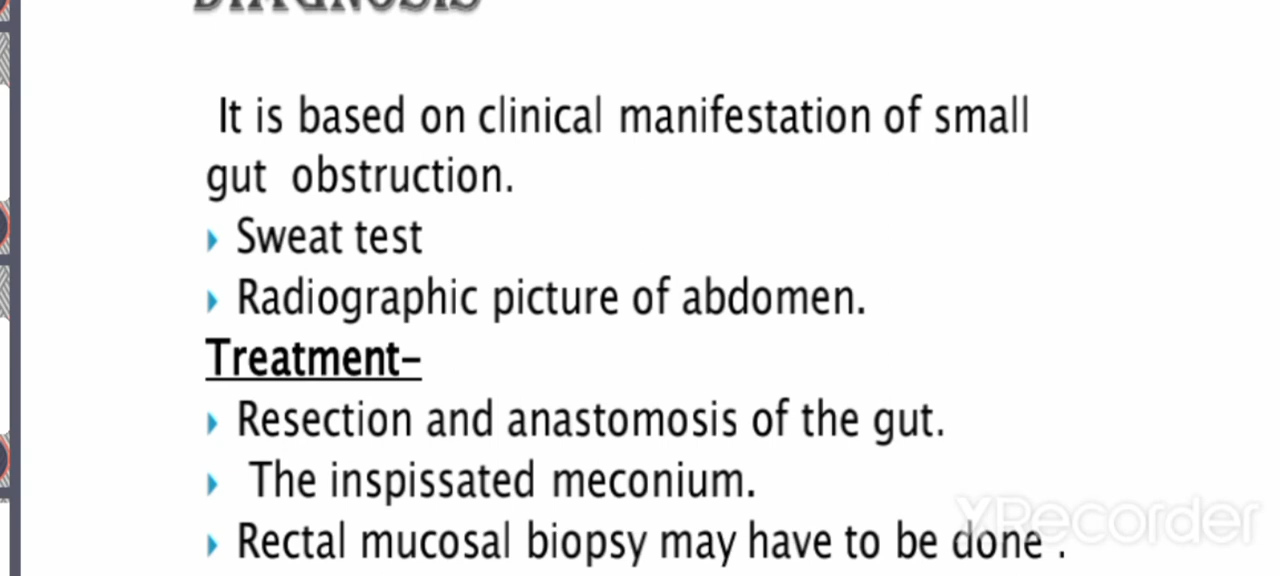 DIAGNOSIS
It is based on clinical manifestation of small
gut obstruction.
Sweat test
Radiographic picture of abdomen.
Treatment–
Resection and anastomosis of the gut.
The inspissated meconium.
Rectal mucosal biopsy may have to be done .
XRecorder